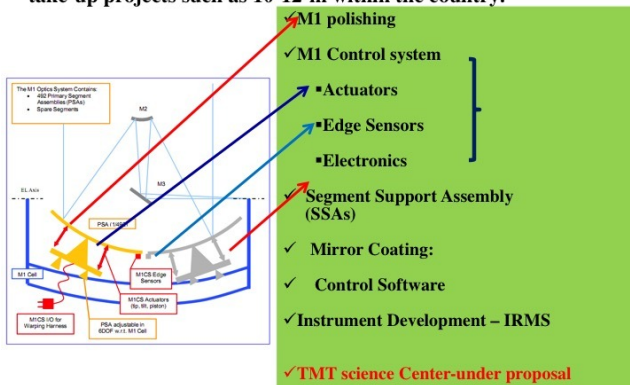 take-up projects such as 10-12 m within the country.
✓M1 polishing
✓M1 Control system
▪Actuators
▪Edge Sensors
▪Electronics
✓ Segment Support Assembly
(SSAs)
✓ Mirror Coating:
✓ Control Software
✓Instrument Development – IRMS
✓TMT science Center-under proposal
The M1 Optics System Contains:
• 492 Primary Segment
Assemblies (PSAs)
• Spare Segments
M2
M3
EL Axis
M1 Cell
M1CS Edge
Sensors
M1CS Actuators
(tip, tilt, piston)
M1CS I/O for
Warping Harness
PSA adjustable in
6DOF w.r.t. M1 Cell